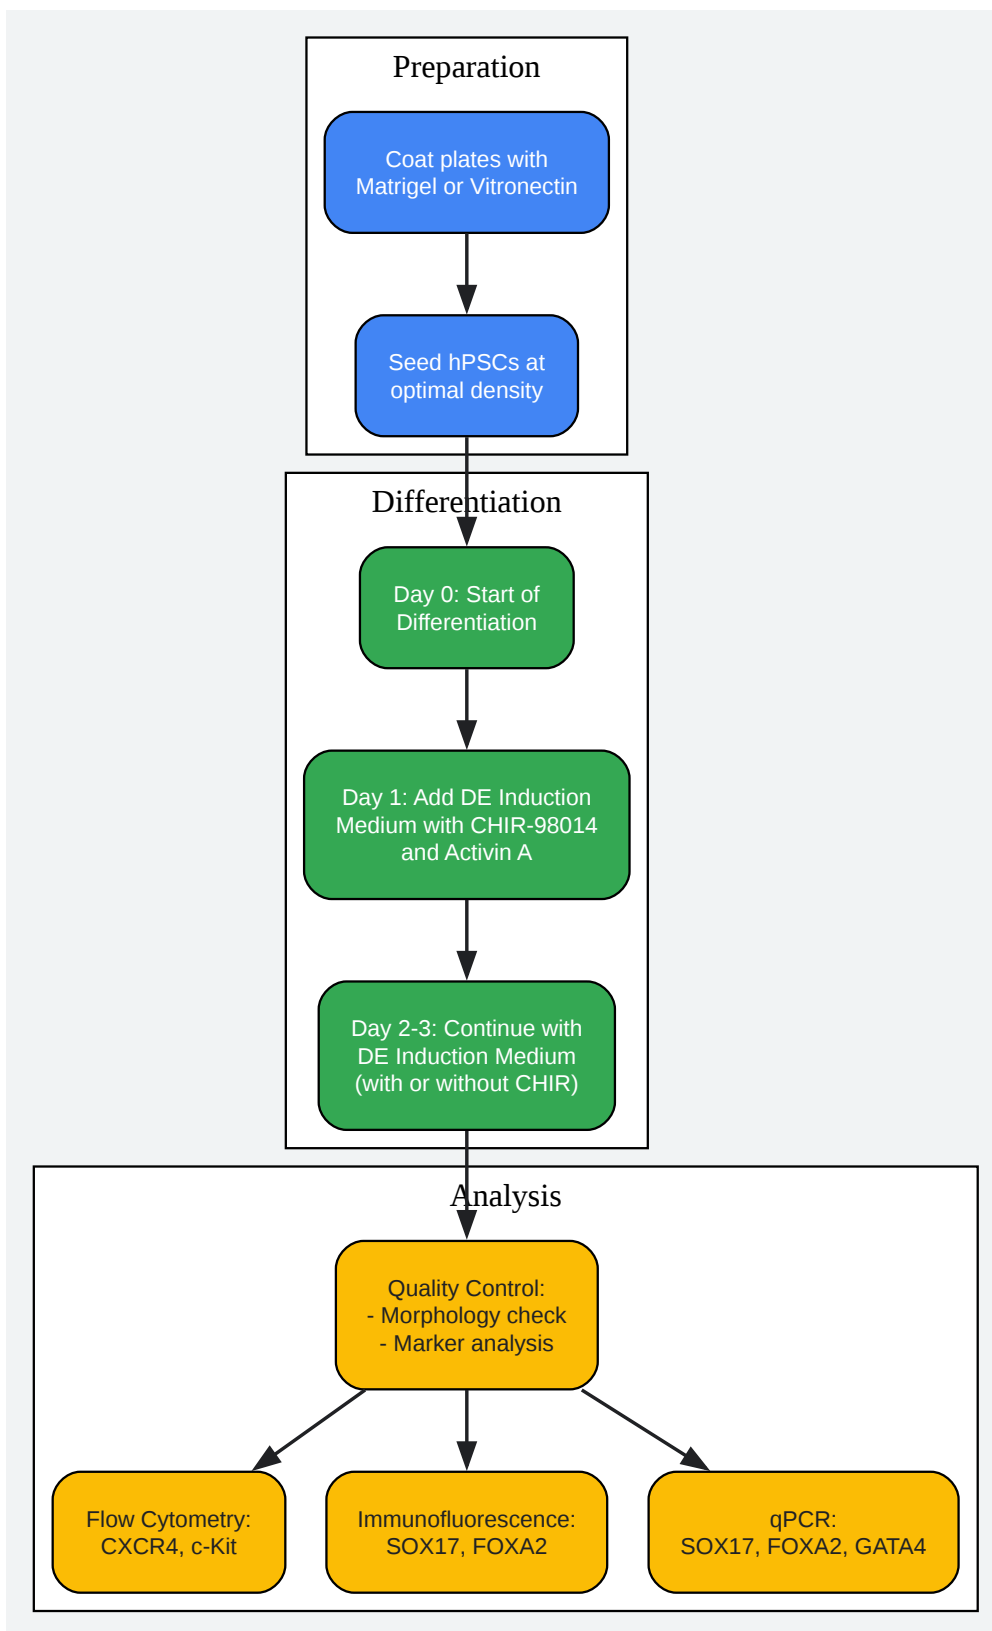 Preparation
Coat plates with
Matrigel or Vitronectin
Seed hPSCs at
optimal density
Differentiation
Day 0: Start of
Differentiation
Day 1: Add DE Induction
Medium with CHIR-98014
and Activin A
Day 2-3: Continue with
DE Induction Medium
(with or without CHIR)
Analysis
Quality Control:
- Morphology check
- Marker analysis
Flow Cytometry:
CXCR4, c-Kit
Immunofluorescence:
SOX17, FOXA2
qPCR:
SOX17, FOXA2, GATA4